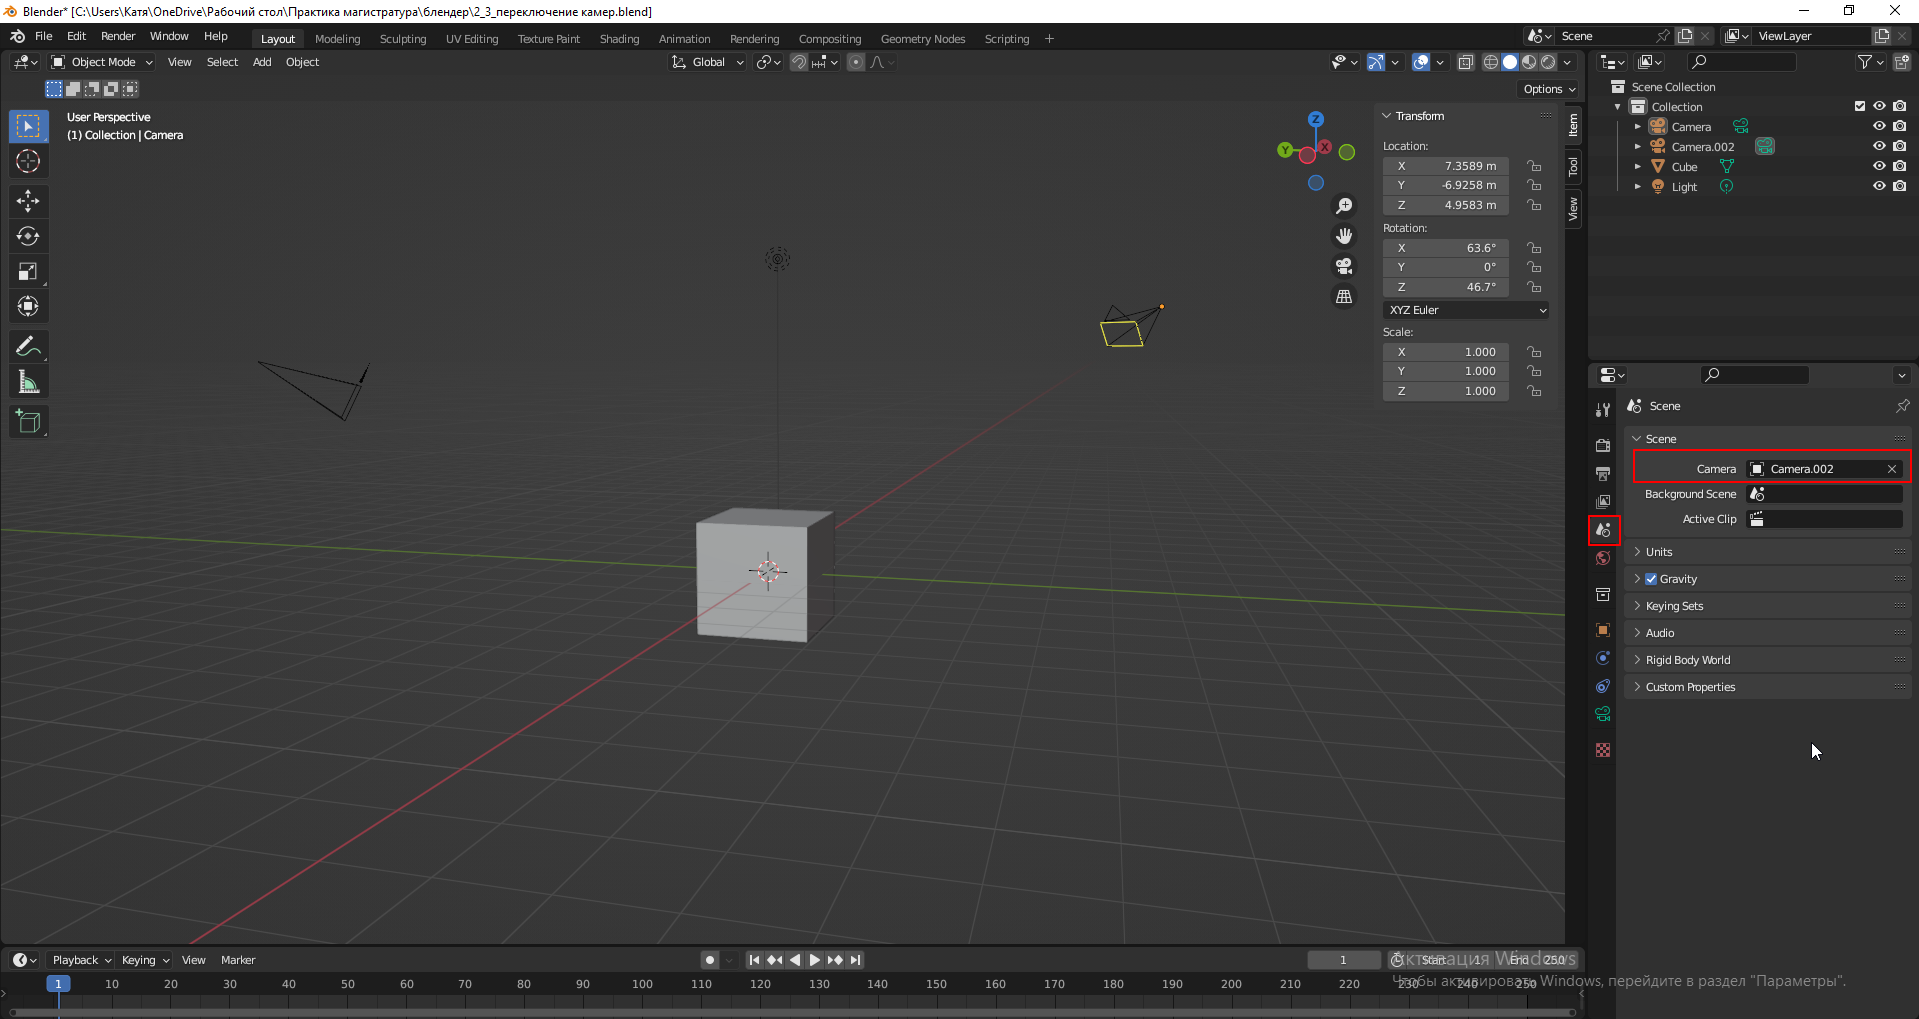 Blender* [C:\Users\Катя\OneDrive\Рабочий стол\Практика магистратура\блендер\2_3_переключение камер.blend]
File Edit Render Window Help Layout Modeling Sculpting UV Editing Texture Paint Shading Animation Rendering Compositing Geometry Nodes Scripting + Scene ViewLayer
Object Mode View Select Add Object Global
Options
User Perspective
(1) Collection | Camera
Z
Y
X
Transform
Location:
X 7.3589 m
Y -6.9258 m
Z 4.9583 m
Rotation:
X 63.6°
Y 0°
Z 46.7°
XYZ Euler
Scale:
X 1.000
Y 1.000
Z 1.000
Item
Tool
View
Scene Collection
Collection
Camera
Camera.002
Cube
Light
Scene
Scene
Camera Camera.002
Background Scene
Active Clip
Units
Gravity
Keying Sets
Audio
Rigid Body World
Custom Properties
Playback Keying View Marker 1 Start 1 End 250
1 10 20 30 40 50 60 70 80 90 100 110 120 130 140 150 160 170 180 190 200 210 220 230 240 250
Активация Windows
Чтобы активировать Windows, перейдите в раздел "Параметры".